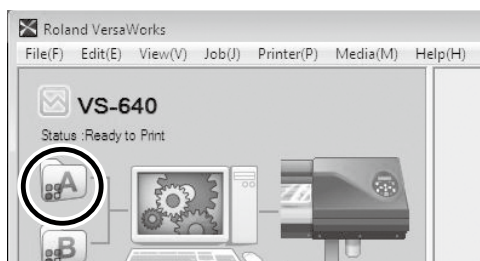 Roland VersaWorks
File(F) Edit(E) View(V) Job(J) Printer(P) Media(M) Help(H)
VS-640
Status :Ready to Print
A
B